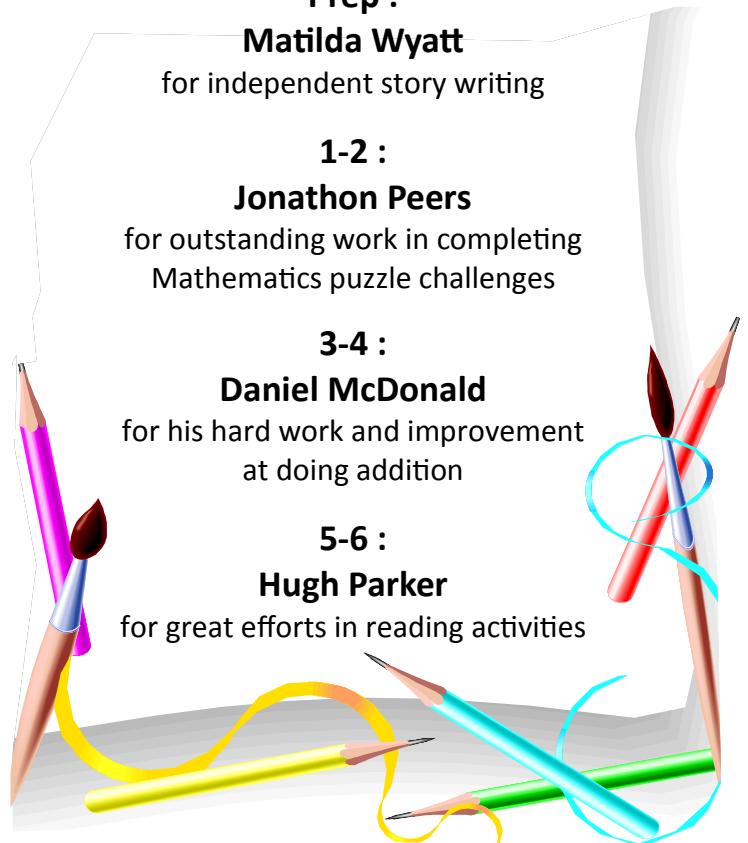 Prep :
Matilda Wyatt
for independent story writing
1-2 :
Jonathon Peers
for outstanding work in completing
Mathematics puzzle challenges
3-4 :
Daniel McDonald
for his hard work and improvement
at doing addition
5-6 :
Hugh Parker
for great efforts in reading activities